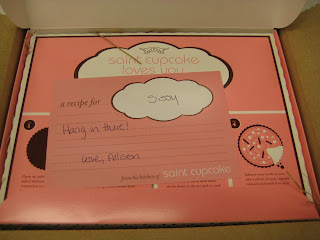 saint cupcake
loves you
a recipe for
Sissy
Hang in there!
Love, Allison
from the kitchen of saint cupcake